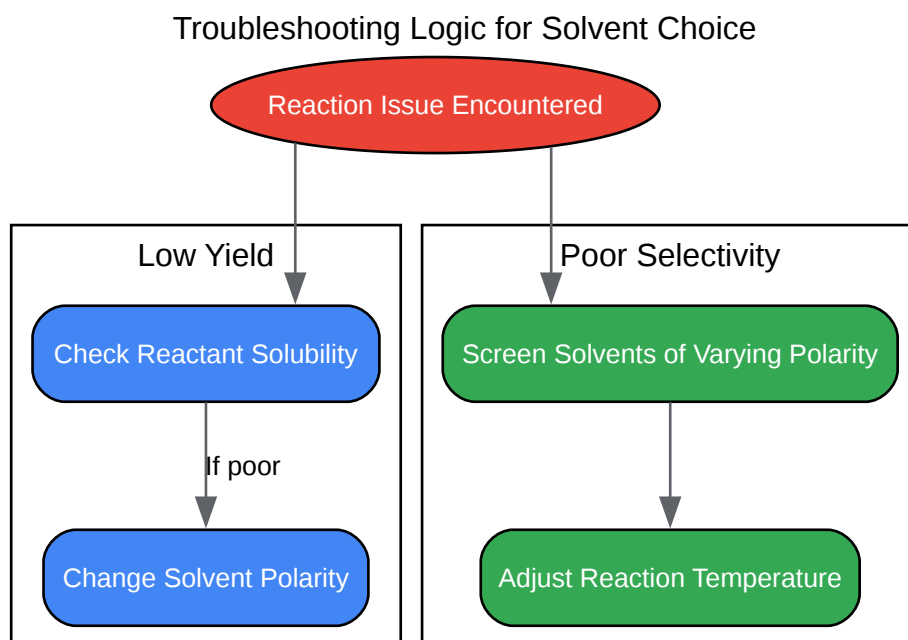 Troubleshooting Logic for Solvent Choice
Reaction Issue Encountered
Low Yield
Check Reactant Solubility
If poor
Change Solvent Polarity
Poor Selectivity
Screen Solvents of Varying Polarity
Adjust Reaction Temperature